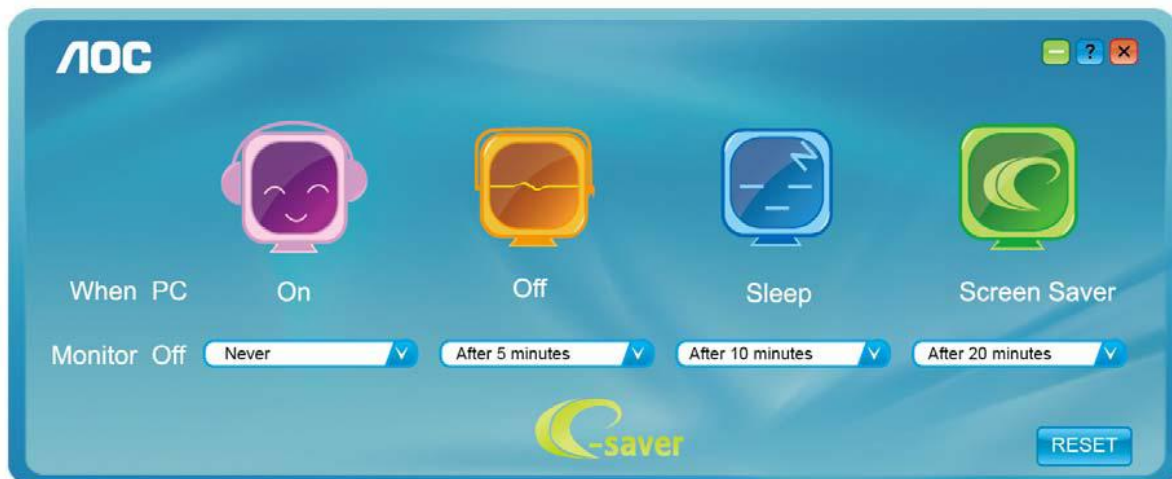 AOC
?
When PC On Off Sleep Screen Saver
Monitor Off Never After 5 minutes After 10 minutes After 20 minutes
e-saver
RESET